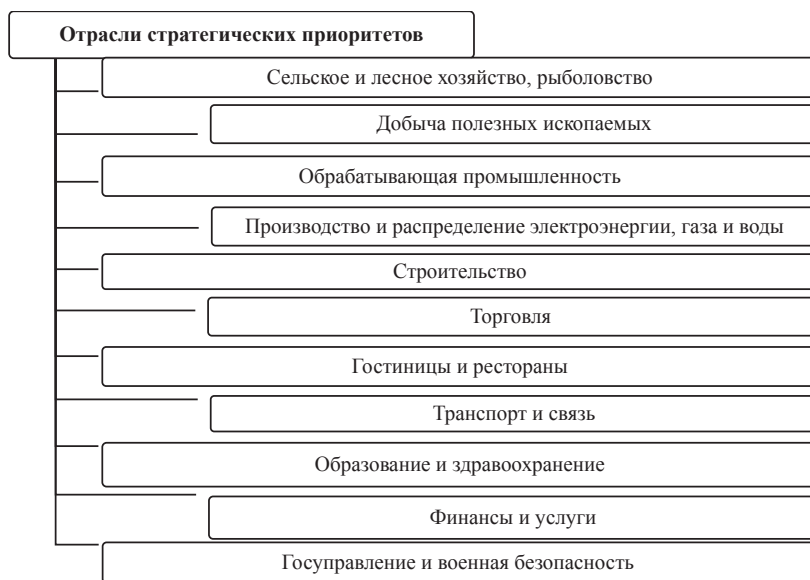 Отрасли стратегических приоритетов
Сельское и лесное хозяйство, рыболовство
Добыча полезных ископаемых
Обрабатывающая промышленность
Производство и распределение электроэнергии, газа и воды
Строительство
Торговля
Гостиницы и рестораны
Транспорт и связь
Образование и здравоохранение
Финансы и услуги
Госуправление и военная безопасность